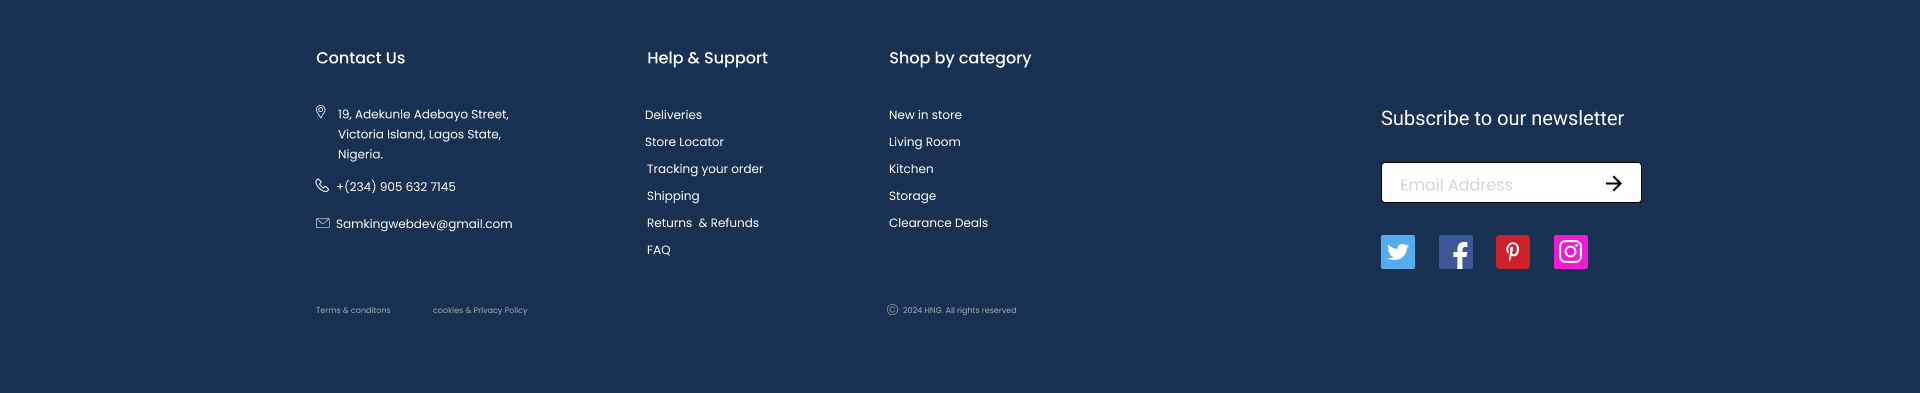 Contact Us
19, Adekunle Adebayo Street,
Victoria Island, Lagos State,
Nigeria.
+(234) 905 632 7145
Samkingwebdev@gmail.com
Help & Support
Deliveries
Store Locator
Tracking your order
Shipping
Returns & Refunds
FAQ
Shop by category
New in store
Living Room
Kitchen
Storage
Clearance Deals
Subscribe to our newsletter
Email Address
Terms & conditons
cookies & Privacy Policy
© 2024 HNG. All rights reserved